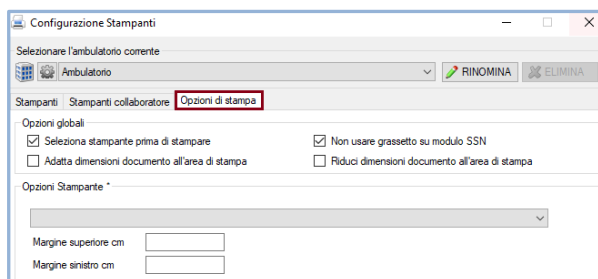 Configurazione Stampanti
Selezionare l'ambulatorio corrente
Ambulatorio RINOMINA ELIMINA
Stampanti Stampanti collaboratore Opzioni di stampa
Opzioni globali
Seleziona stampante prima di stampare Non usare grassetto su modulo SSN
Adatta dimensioni documento all'area di stampa Riduci dimensioni documento all'area di stampa
Opzioni Stampante *
Margine superiore cm
Margine sinistro cm